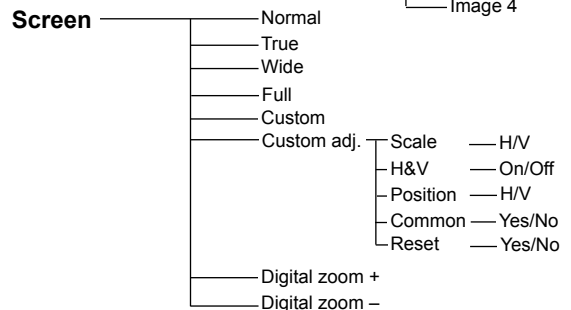 Image 4
Screen Normal
True
Wide
Full
Custom
Custom adj. Scale H/V
H&V On/Off
Position H/V
Common Yes/No
Reset Yes/No
Digital zoom +
Digital zoom –